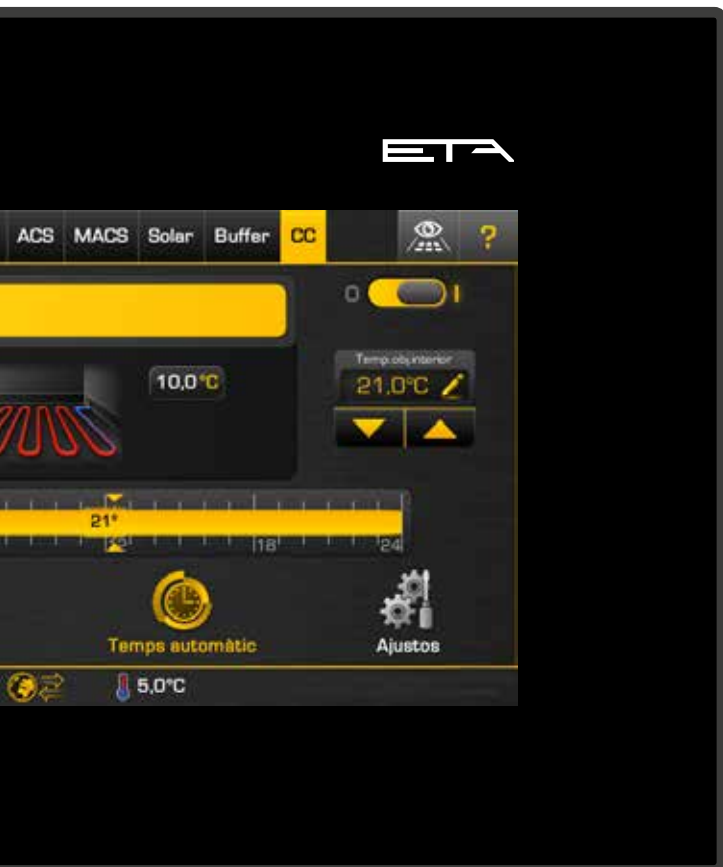 ETA
ACS MACS Solar Buffer CC ?
O I
Temp.obj.interior
10,0°C
21,0°C
21°
18 24
Temps automàtic Ajustos
5,0°C